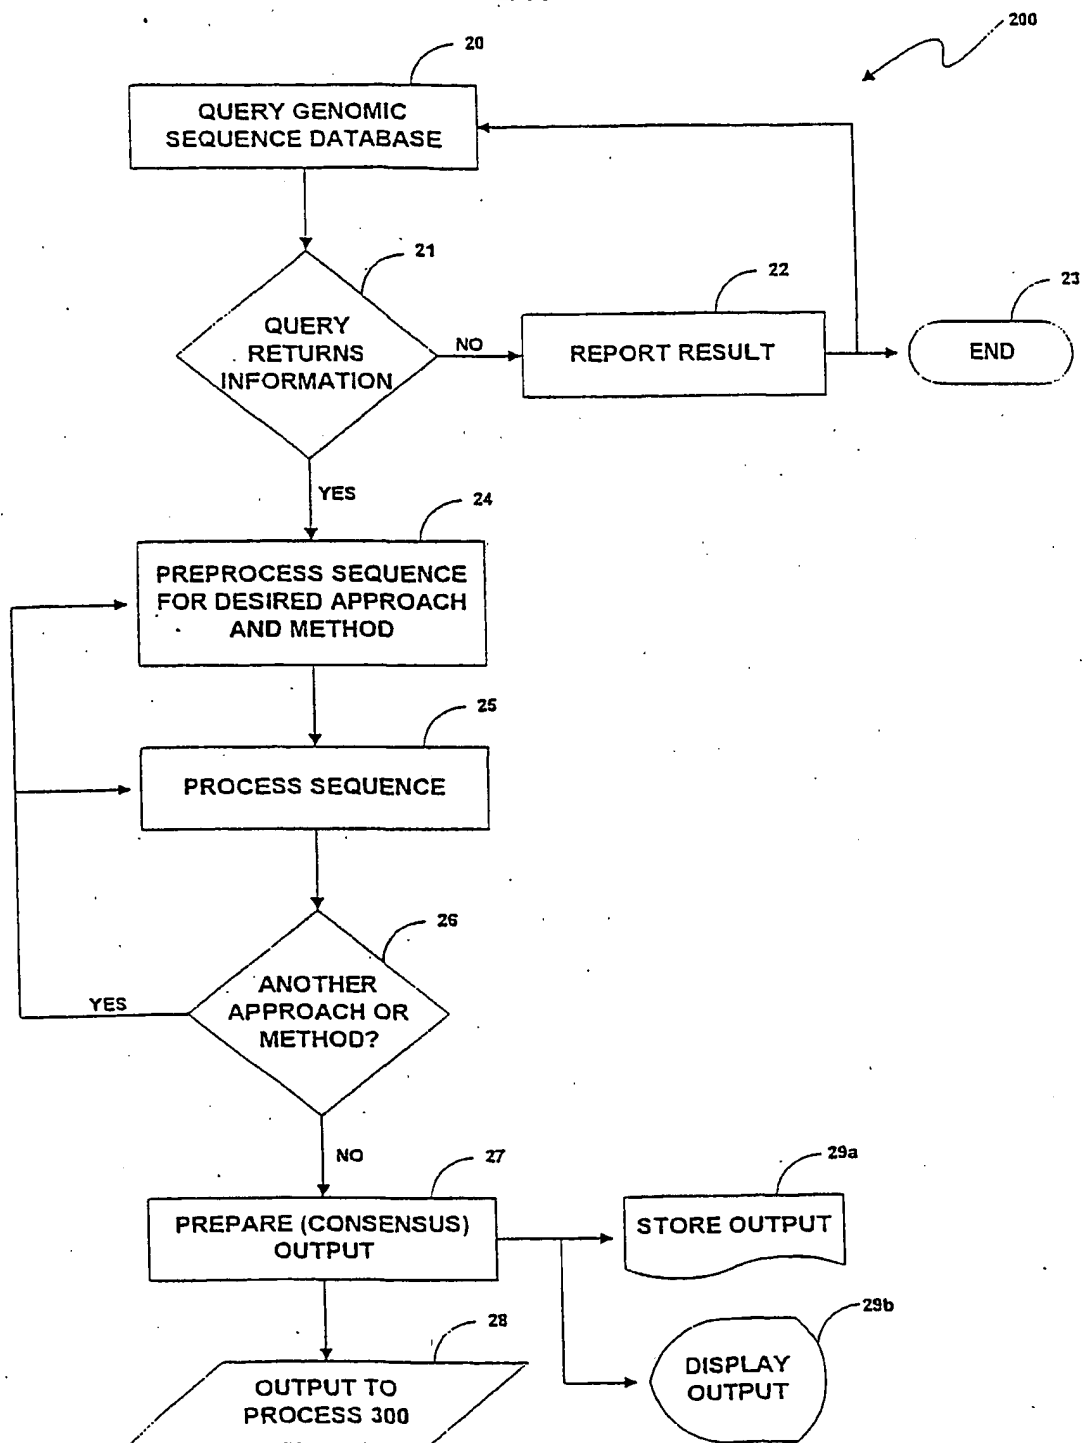 200
20
QUERY GENOMIC
SEQUENCE DATABASE
21
QUERY
RETURNS
INFORMATION
NO
22
REPORT RESULT
23
END
YES
24
PREPROCESS SEQUENCE
FOR DESIRED APPROACH
AND METHOD
25
PROCESS SEQUENCE
26
ANOTHER
APPROACH OR
METHOD?
YES
NO
27
PREPARE (CONSENSUS)
OUTPUT
29a
STORE OUTPUT
29b
DISPLAY
OUTPUT
28
OUTPUT TO
PROCESS 300